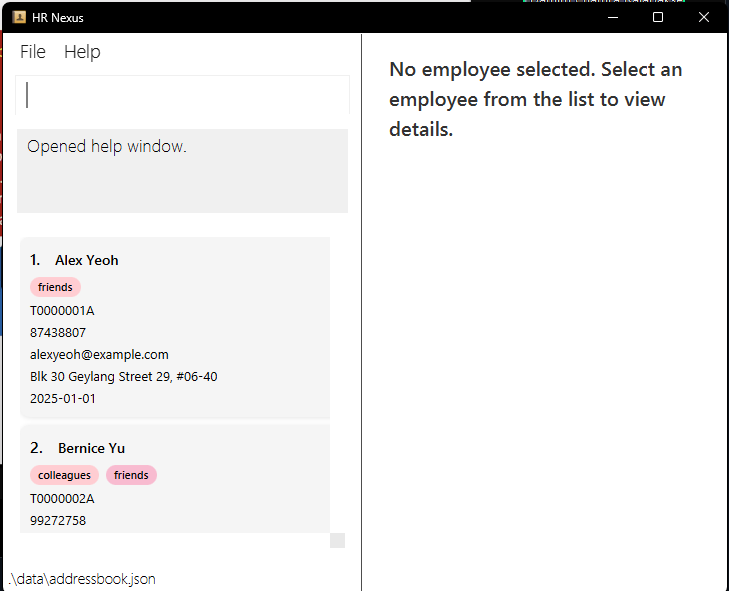 HR Nexus
File Help
Opened help window.
1. Alex Yeoh
friends
T0000001A
87438807
alexyeoh@example.com
Blk 30 Geylang Street 29, #06-40
2025-01-01
2. Bernice Yu
colleagues friends
T0000002A
99272758
.\data\addressbook.json
No employee selected. Select an
employee from the list to view
details.